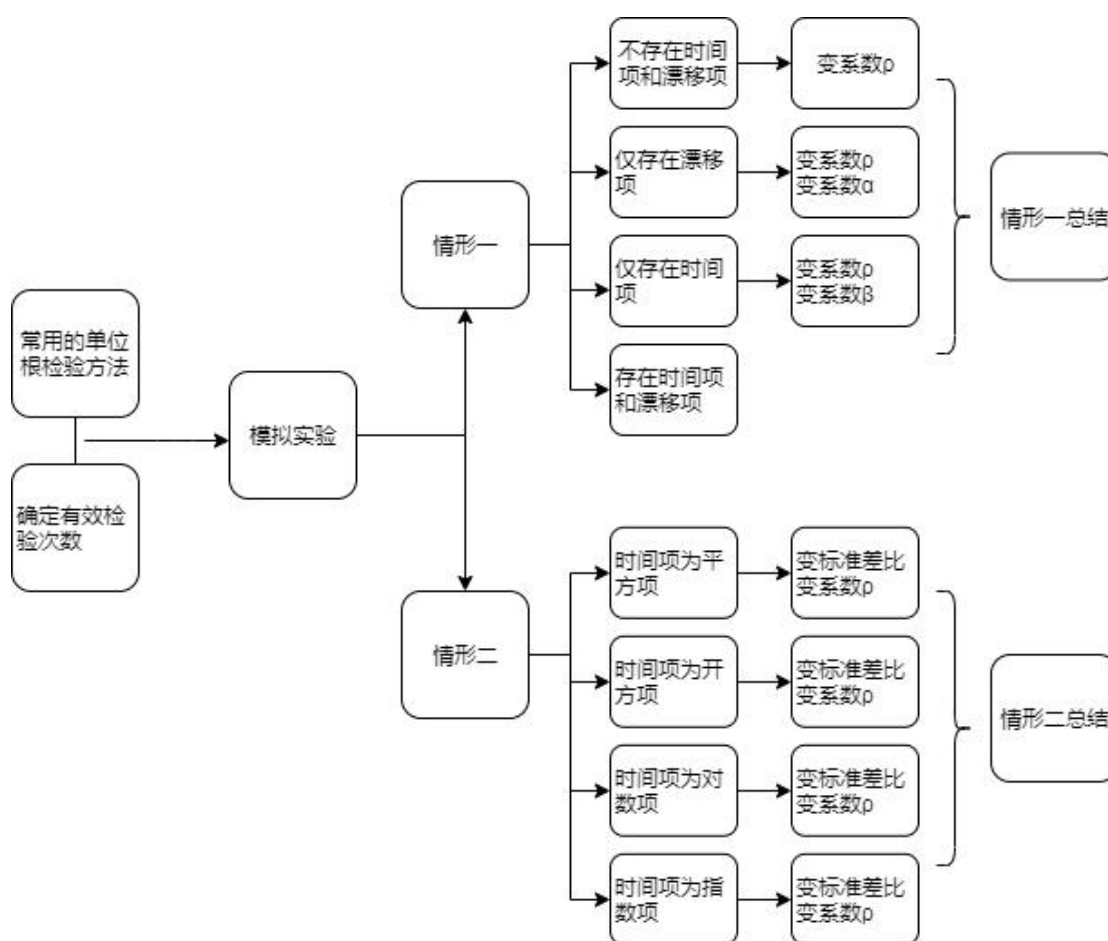 常用的单位
根检验方法
确定有效检
验次数
模拟实验
情形一
不存在时间
项和漂移项
变系数ρ
仅存在漂移
项
变系数ρ
变系数α
仅存在时间
项
变系数ρ
变系数β
存在时间项
和漂移项
情形一总结
情形二
时间项为平
方项
变标准差比
变系数ρ
时间项为开
方项
变标准差比
变系数ρ
时间项为对
数项
变标准差比
变系数ρ
时间项为指
数项
变标准差比
变系数ρ
情形二总结